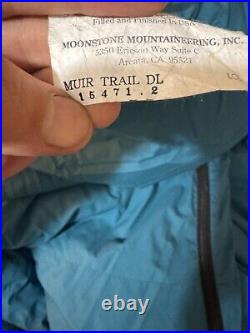 Filled and Finished in USA
MOONSTONE MOUNTAINEERING, INC.
5350 Ericson Way Suite C
Arcata, CA. 95521
MUIR TRAIL DL
15471.2